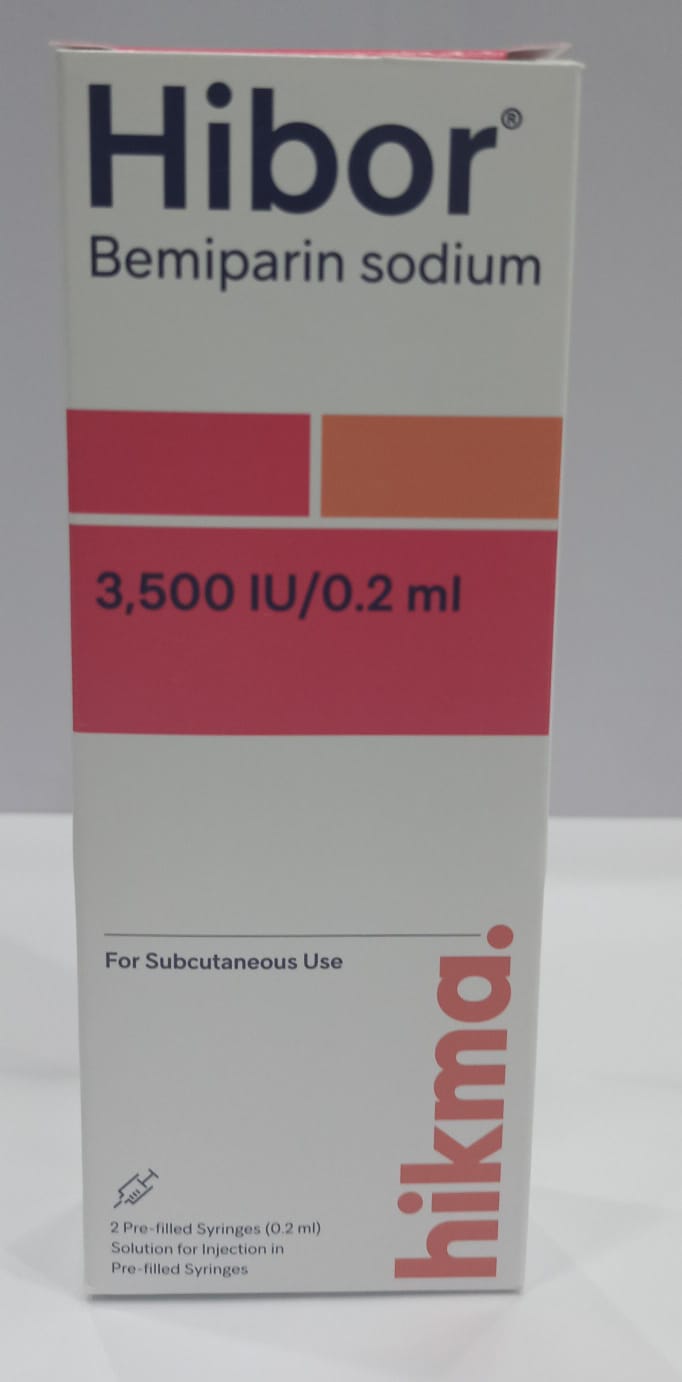 Hibor®
Bemiparin sodium
3,500 IU/0.2 ml
For Subcutaneous Use
hikma.
2 Pre-filled Syringes (0.2 ml)
Solution for Injection in
Pre-filled Syringes